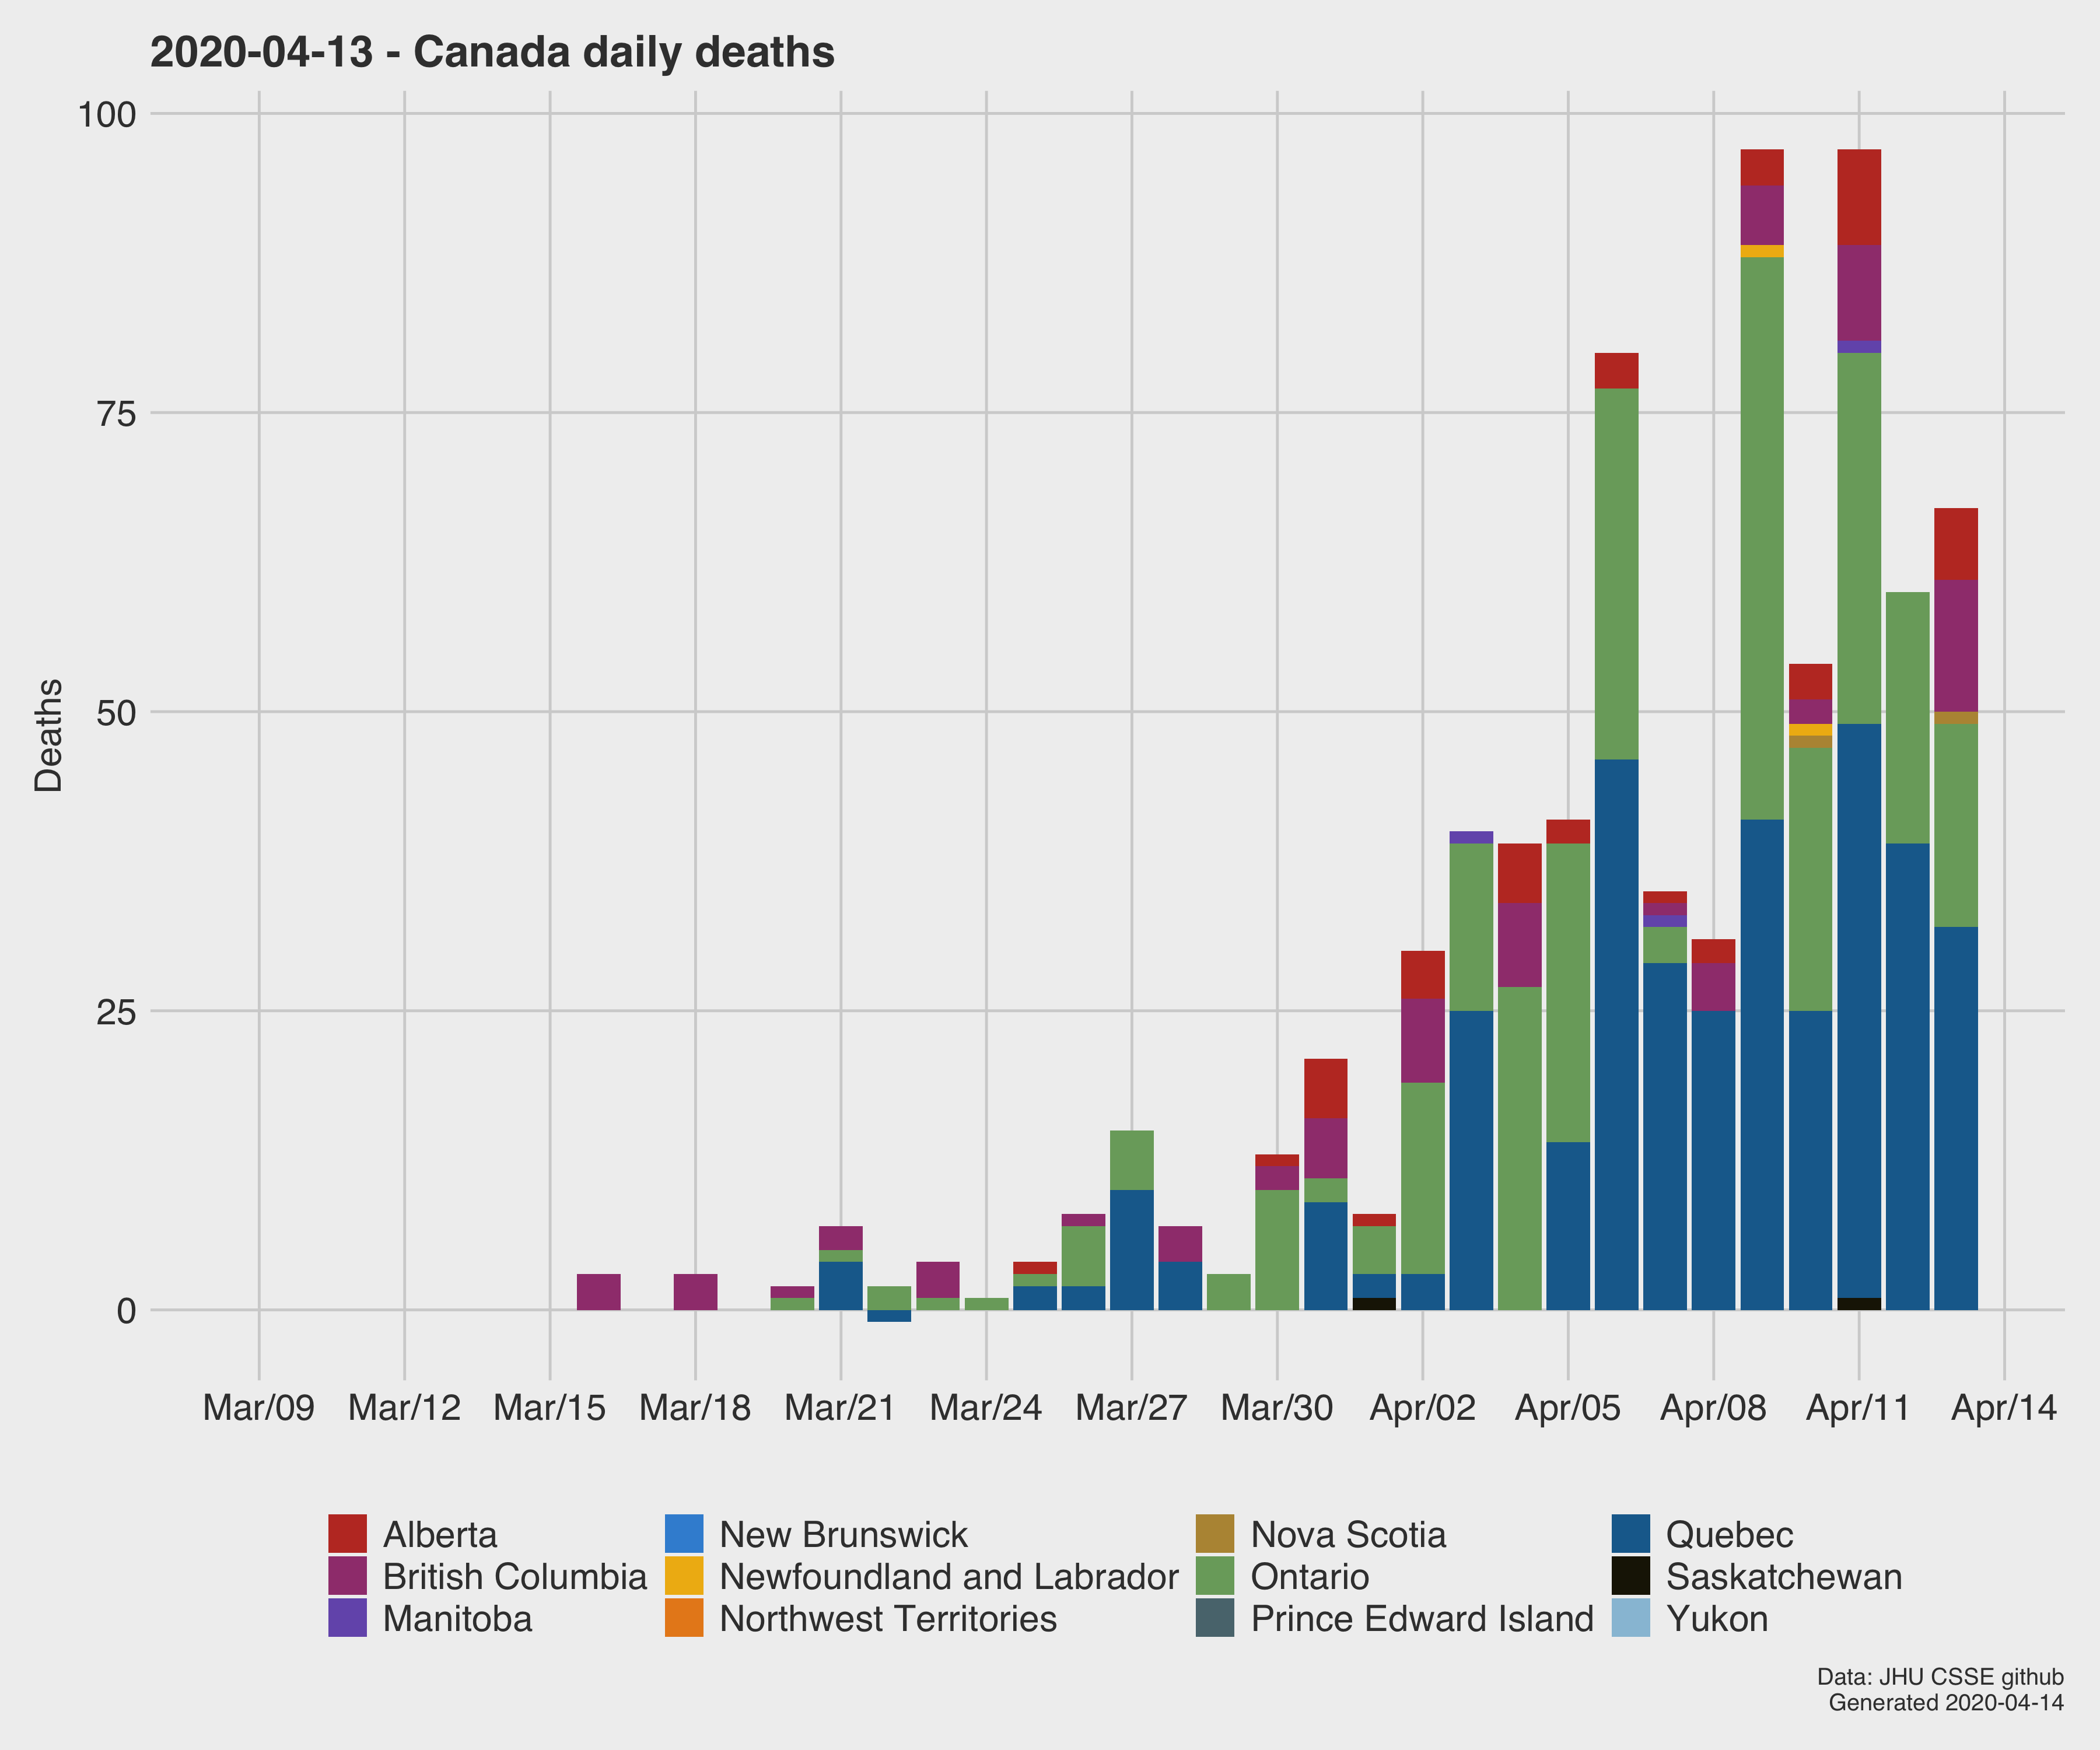 2020-04-13 - Canada daily deaths
100
75
50
25
0
Deaths
Mar/09 Mar/12 Mar/15 Mar/18 Mar/21 Mar/24 Mar/27 Mar/30 Apr/02 Apr/05 Apr/08 Apr/11 Apr/14
Alberta New Brunswick Nova Scotia Quebec
British Columbia Newfoundland and Labrador Ontario Saskatchewan
Manitoba Northwest Territories Prince Edward Island Yukon
Data: JHU CSSE github
Generated 2020-04-14